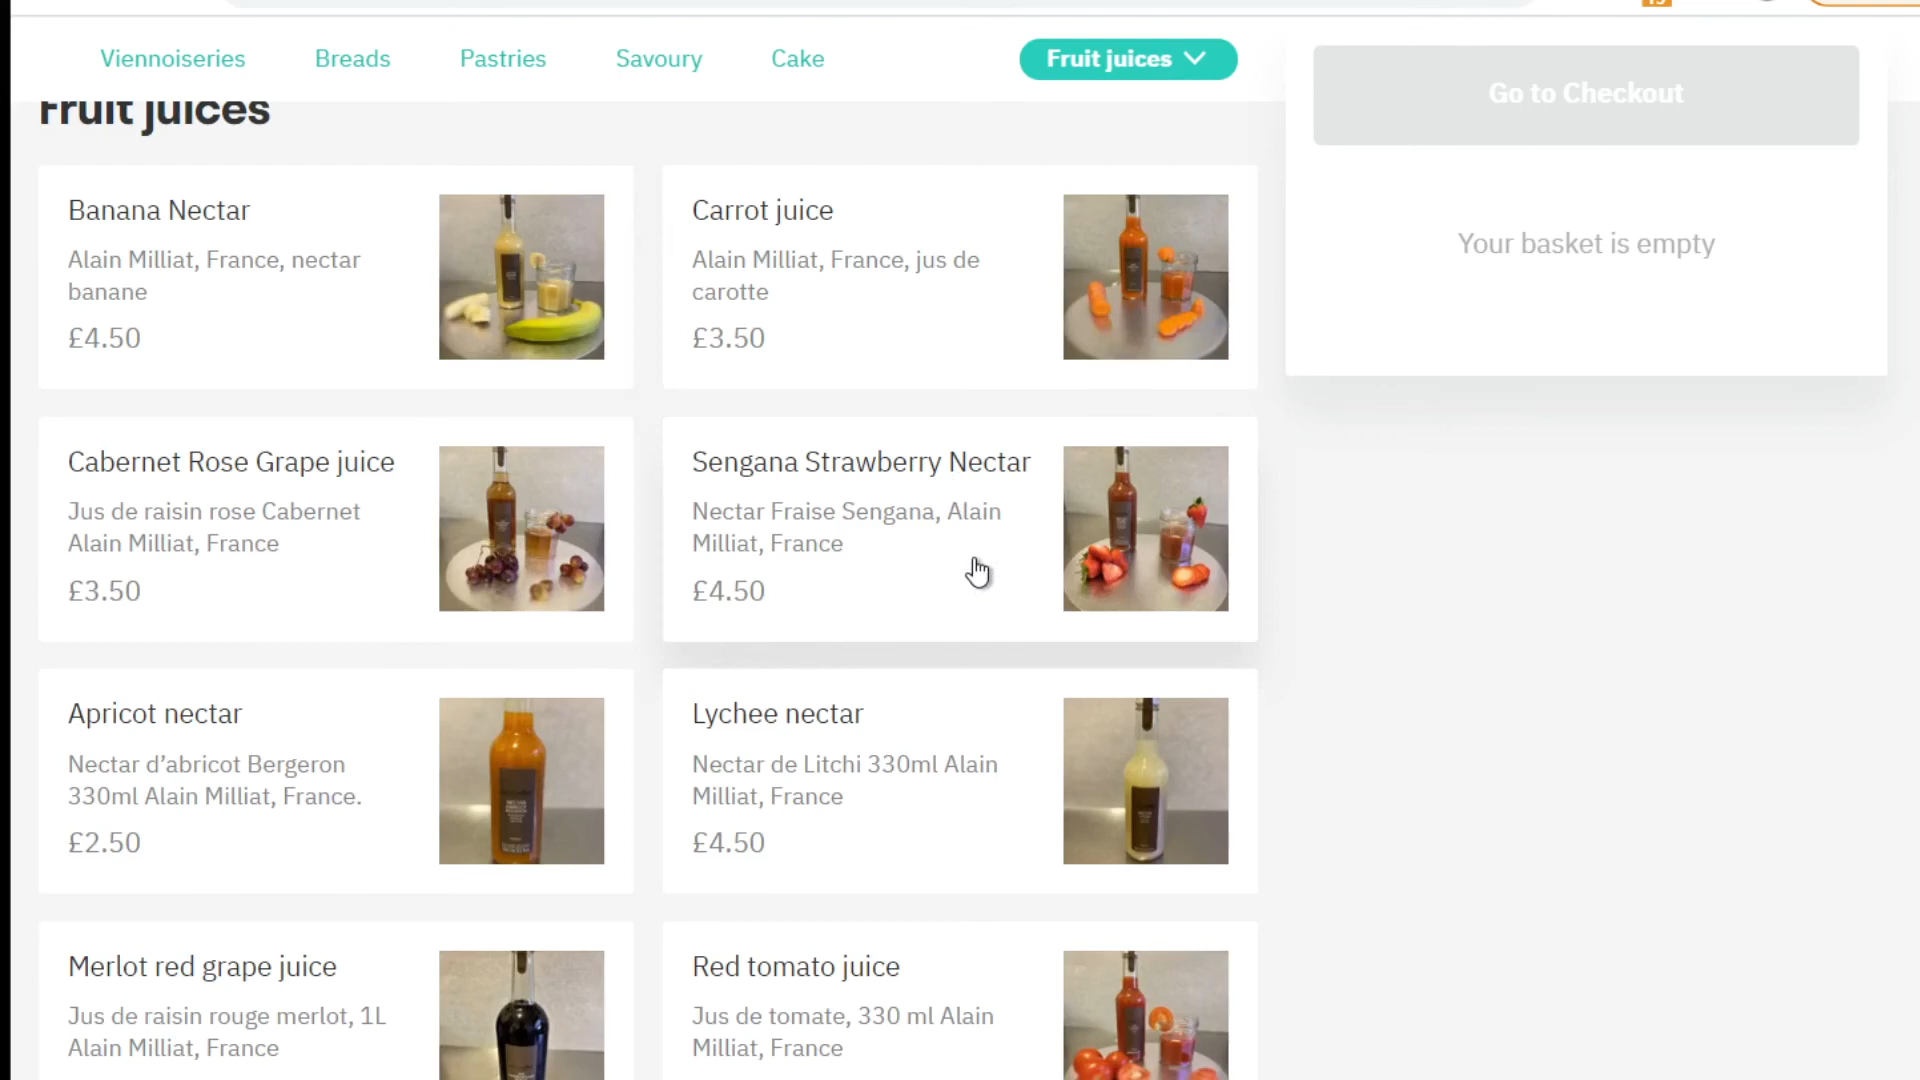 Viennoiseries
Breads
Pastries
Savoury
Cake
Fruit juices
Go to Checkout
Your basket is empty
Fruit juices
Banana Nectar
Alain Milliat, France, nectar
banane
£4.50
Carrot juice
Alain Milliat, France, jus de
carotte
£3.50
Cabernet Rose Grape juice
Jus de raisin rose Cabernet
Alain Milliat, France
£3.50
Sengana Strawberry Nectar
Nectar Fraise Sengana, Alain
Milliat, France
£4.50
Apricot nectar
Nectar d’abricot Bergeron
330ml Alain Milliat, France.
£2.50
Lychee nectar
Nectar de Litchi 330ml Alain
Milliat, France
£4.50
Merlot red grape juice
Jus de raisin rouge merlot, 1L
Alain Milliat, France
Red tomato juice
Jus de tomate, 330 ml Alain
Milliat, France